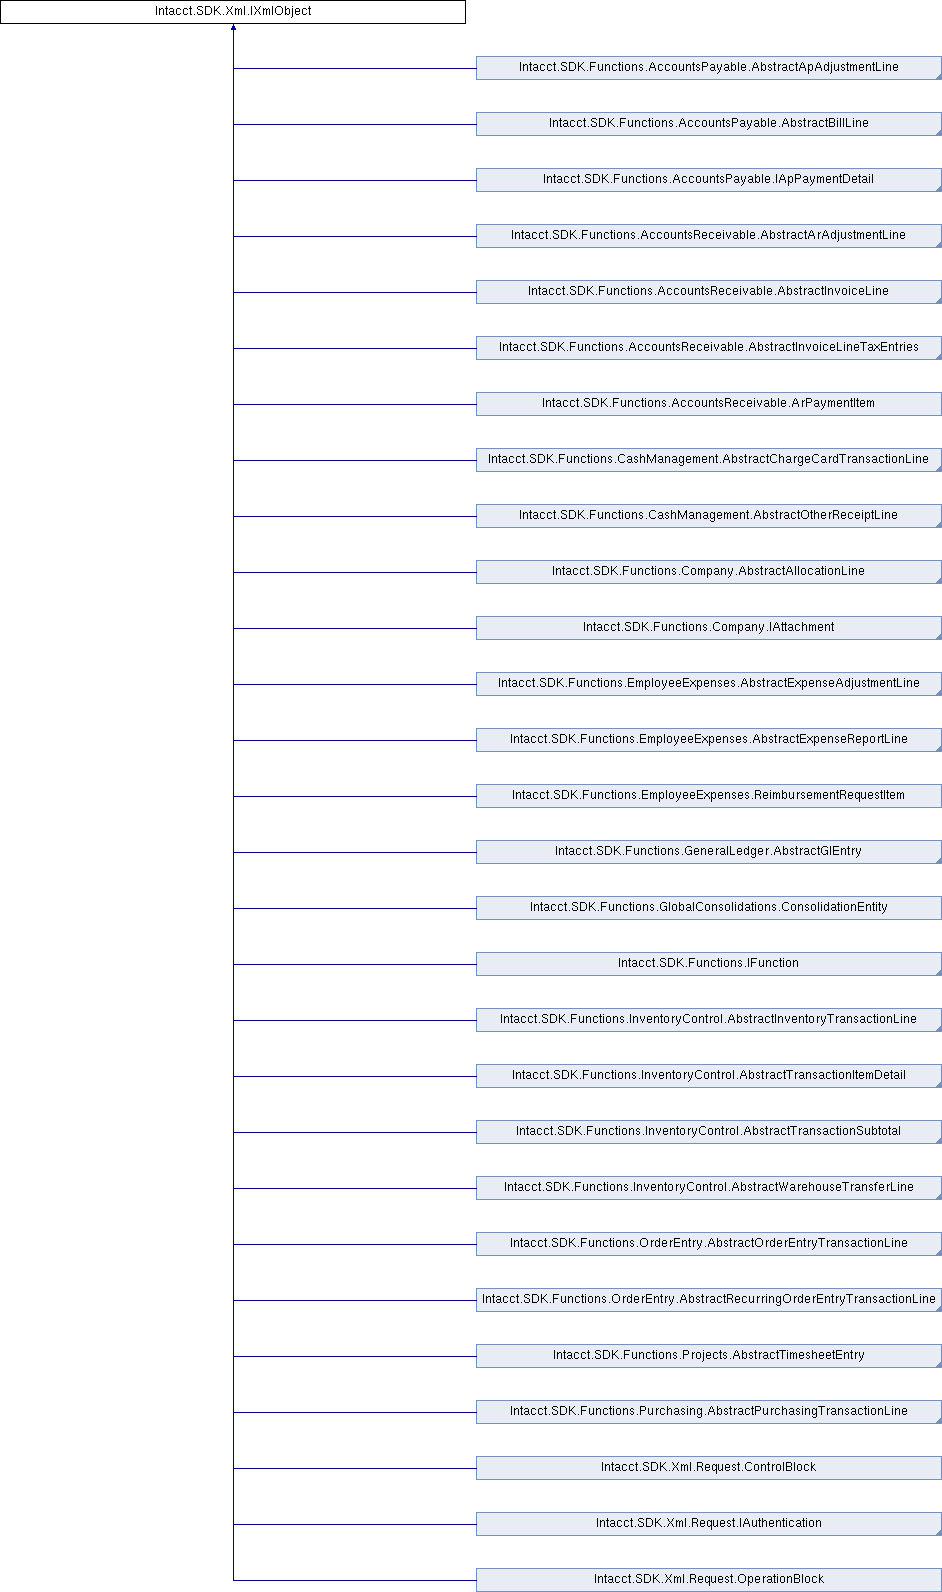 Intacct.SDK.Xml.IXmlObject
Intacct.SDK.Functions.AccountsPayable.AbstractApAdjustmentLine
Intacct.SDK.Functions.AccountsPayable.AbstractBillLine
Intacct.SDK.Functions.AccountsPayable.IApPaymentDetail
Intacct.SDK.Functions.AccountsReceivable.AbstractArAdjustmentLine
Intacct.SDK.Functions.AccountsReceivable.AbstractInvoiceLine
Intacct.SDK.Functions.AccountsReceivable.AbstractInvoiceLineTaxEntries
Intacct.SDK.Functions.AccountsReceivable.ArPaymentItem
Intacct.SDK.Functions.CashManagement.AbstractChargeCardTransactionLine
Intacct.SDK.Functions.CashManagement.AbstractOtherReceiptLine
Intacct.SDK.Functions.Company.AbstractAllocationLine
Intacct.SDK.Functions.Company.IAttachment
Intacct.SDK.Functions.EmployeeExpenses.AbstractExpenseAdjustmentLine
Intacct.SDK.Functions.EmployeeExpenses.AbstractExpenseReportLine
Intacct.SDK.Functions.EmployeeExpenses.ReimbursementRequestItem
Intacct.SDK.Functions.GeneralLedger.AbstractGlEntry
Intacct.SDK.Functions.GlobalConsolidations.ConsolidationEntity
Intacct.SDK.Functions.IFunction
Intacct.SDK.Functions.InventoryControl.AbstractInventoryTransactionLine
Intacct.SDK.Functions.InventoryControl.AbstractTransactionItemDetail
Intacct.SDK.Functions.InventoryControl.AbstractTransactionSubtotal
Intacct.SDK.Functions.InventoryControl.AbstractWarehouseTransferLine
Intacct.SDK.Functions.OrderEntry.AbstractOrderEntryTransactionLine
Intacct.SDK.Functions.OrderEntry.AbstractRecurringOrderEntryTransactionLine
Intacct.SDK.Functions.Projects.AbstractTimesheetEntry
Intacct.SDK.Functions.Purchasing.AbstractPurchasingTransactionLine
Intacct.SDK.Xml.Request.ControlBlock
Intacct.SDK.Xml.Request.IAuthentication
Intacct.SDK.Xml.Request.OperationBlock